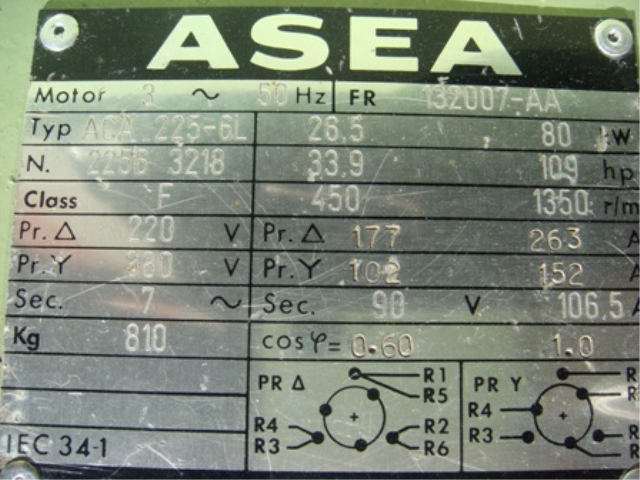 ASEA
Motor 3 ~ 50 Hz FR 132007-AA
Typ ACA 225-6L 26.5 80 kW
N. 2256 3218 33.9 109 hp
Class F 450 1350 r/m
Pr. Δ 220 V Pr. Δ 177 263 A
Pr. Y 380 V Pr. Y 102 152 A
Sec. 7 ~ Sec. 90 V 106.5 A
Kg 810 cosφ= 0.60 1.0
PR Δ R1 PR Y
R5
R4 R2 R4
R3 R6 R3
IEC 34-1